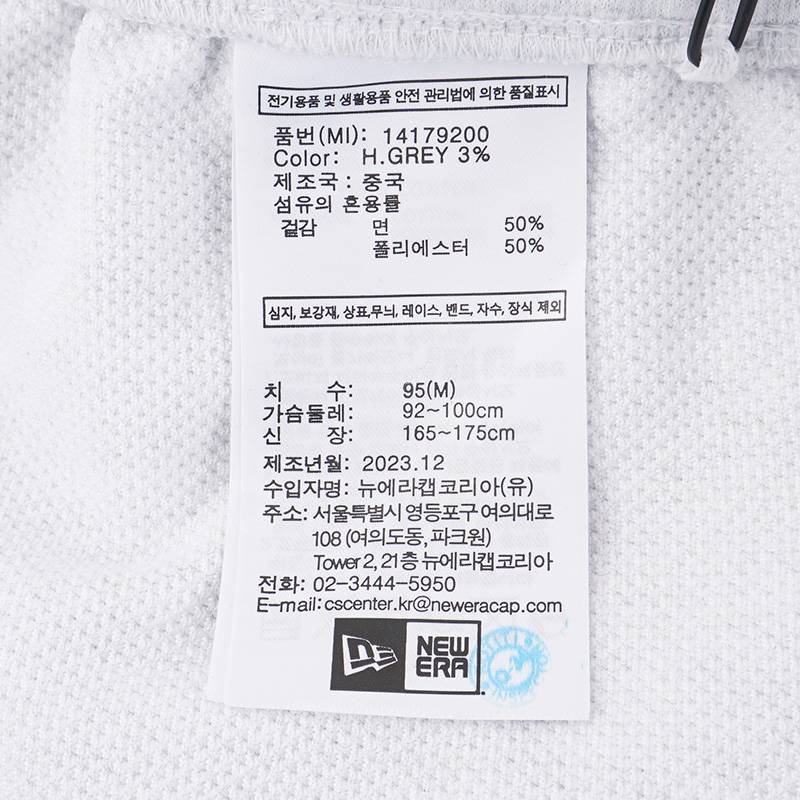 전기용품 및 생활용품 안전 관리법에 의한 품질표시
품번(MI): 14179200
Color: H.GREY 3%
제조국 : 중국
섬유의 혼용률
겉감 면 50%
폴리에스터 50%
심지, 보강재, 상표,무늬, 레이스, 밴드, 자수, 장식 제외
치 수: 95(M)
가슴둘레: 92~100cm
신 장: 165~175cm
제조년월: 2023.12
수입자명: 뉴에라캡코리아(유)
주소: 서울특별시 영등포구 여의대로
108 (여의도동, 파크원)
Tower 2, 21층 뉴에라캡코리아
전화: 02-3444-5950
E-mail: cscenter.kr@neweracap.com
NEW
ERA